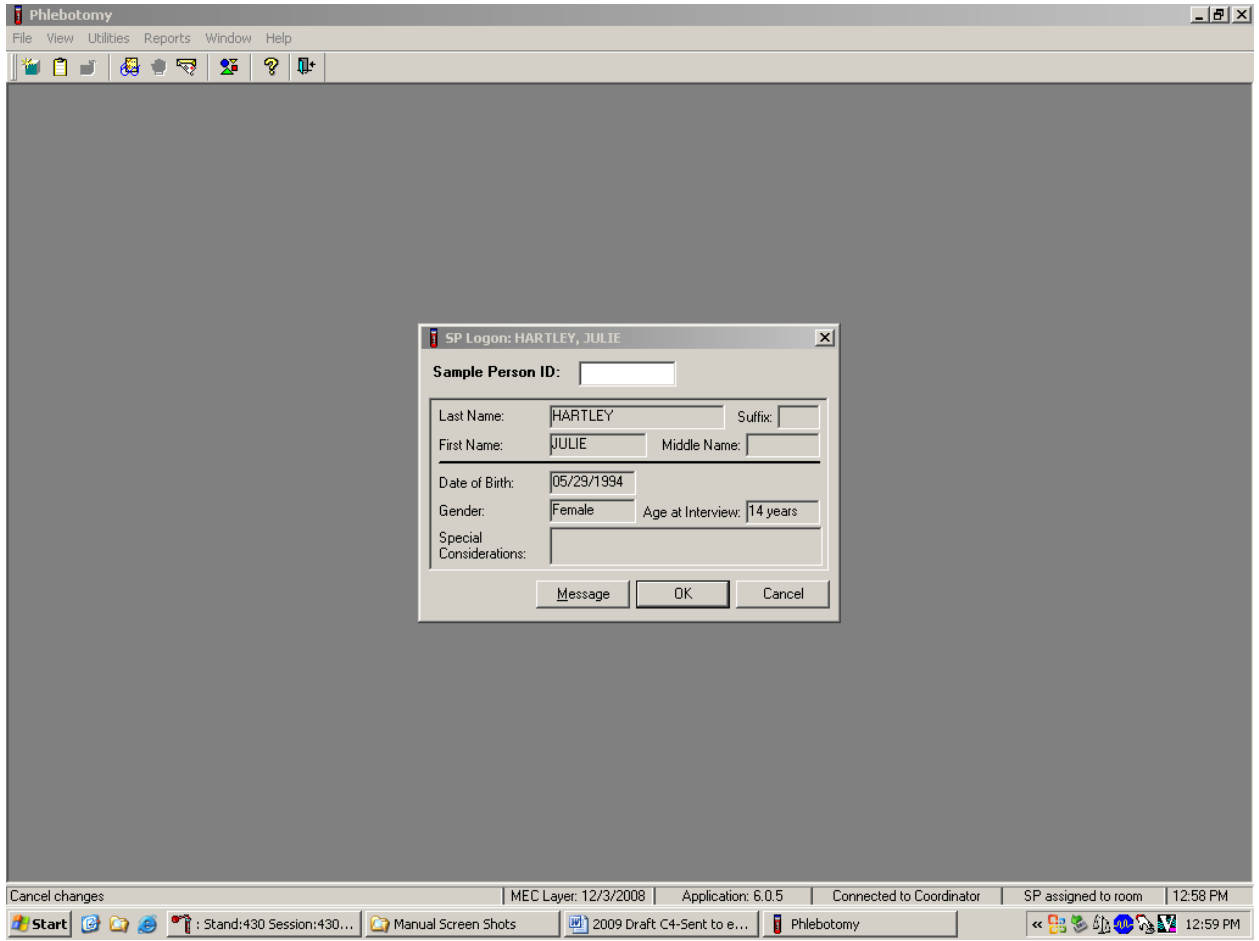 Phlebotomy
File View Utilities Reports Window Help
SP Logon: HARTLEY, JULIE
Sample Person ID:
Last Name: HARTLEY Suffix:
First Name: JULIE Middle Name:
Date of Birth: 05/29/1994
Gender: Female Age at Interview: 14 years
Special
Considerations:
Message OK Cancel
Cancel changes MEC Layer: 12/3/2008 Application: 6.0.5 Connected to Coordinator SP assigned to room 12:58 PM
Start : Stand:430 Session:430... Manual Screen Shots 2009 Draft C4-Sent to e... Phlebotomy « 12:59 PM